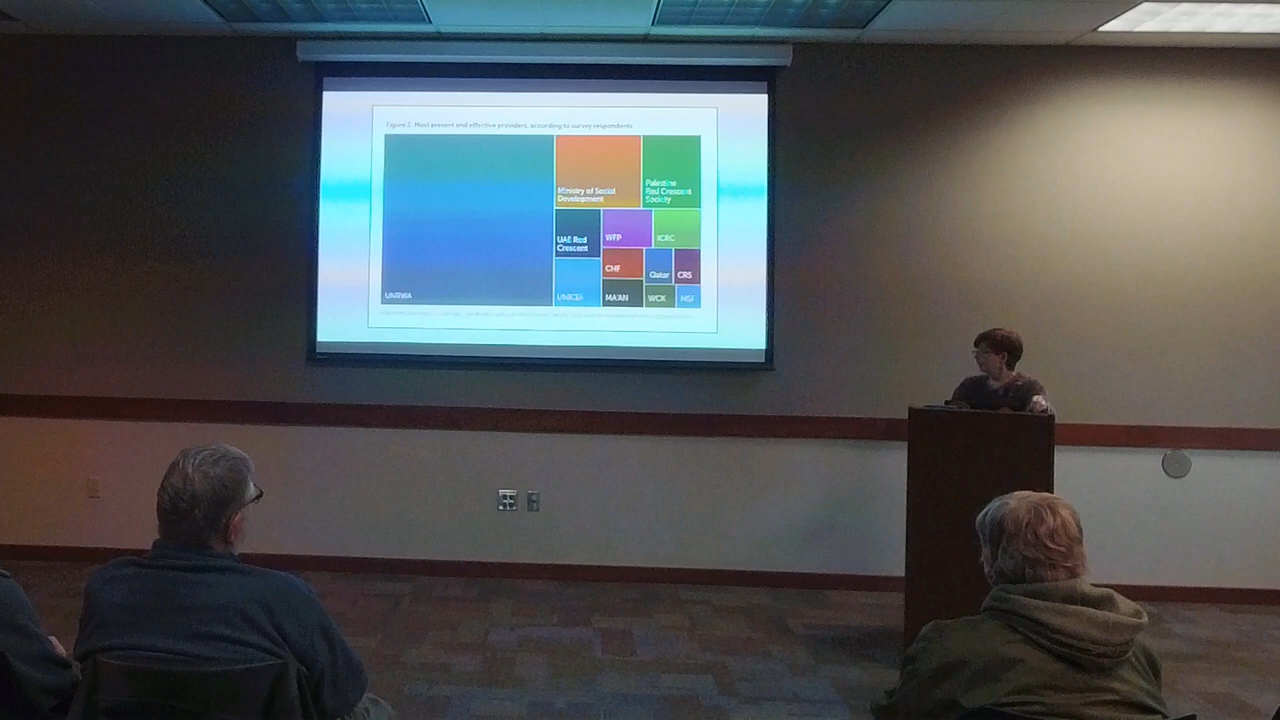 Figure 2. Most present and effective providers, according to survey respondents
UNRWA
Ministry of Social
Development
Palestine
Red Crescent
Society
UAE Red
Crescent
WFP
ICRC
UNICEF
CHF
Qatar
CRS
MA'AN
WCK
MSF